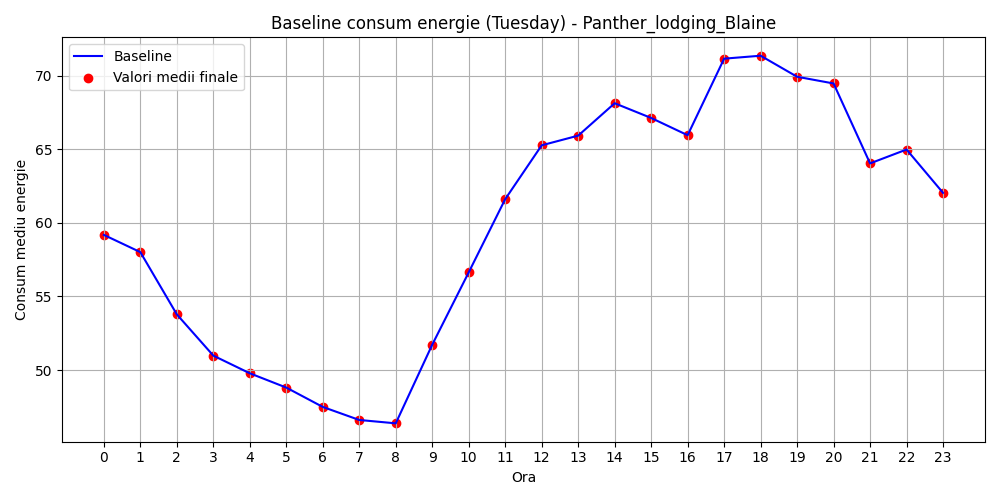 Baseline consum energie (Tuesday) - Panther_lodging_Blaine
Baseline
Valori medii finale
Consum mediu energie
70
65
60
55
50
0 1 2 3 4 5 6 7 8 9 10 11 12 13 14 15 16 17 18 19 20 21 22 23
Ora